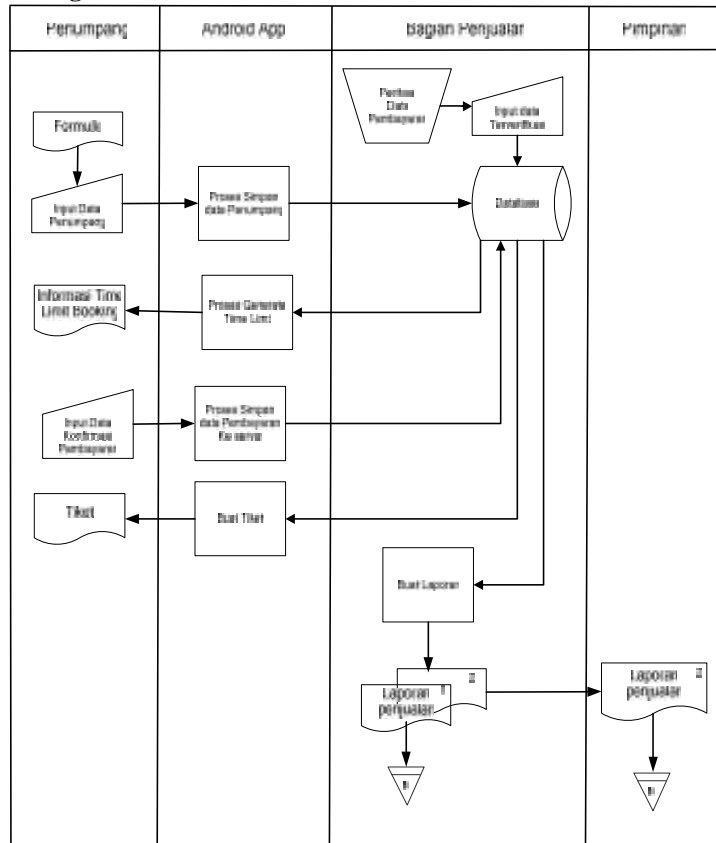 Penumpang
Android App
Bagian Penjualan
Pimpinan
Periksa
Data
Pembayaran
Input data
Terverifikasi
Formulir
Input Data
Penumpang
Proses Simpan
data Penumpang
Database
Informasi Time
Limit Booking
Proses Generate
Time Limit
Input Data
Konfirmasi
Pembayaran
Proses Simpan
data Pembayaran
Ke server
Tiket
Buat Tiket
Buat Laporan
2
1
Laporan
penjualan
2
Laporan
penjualan